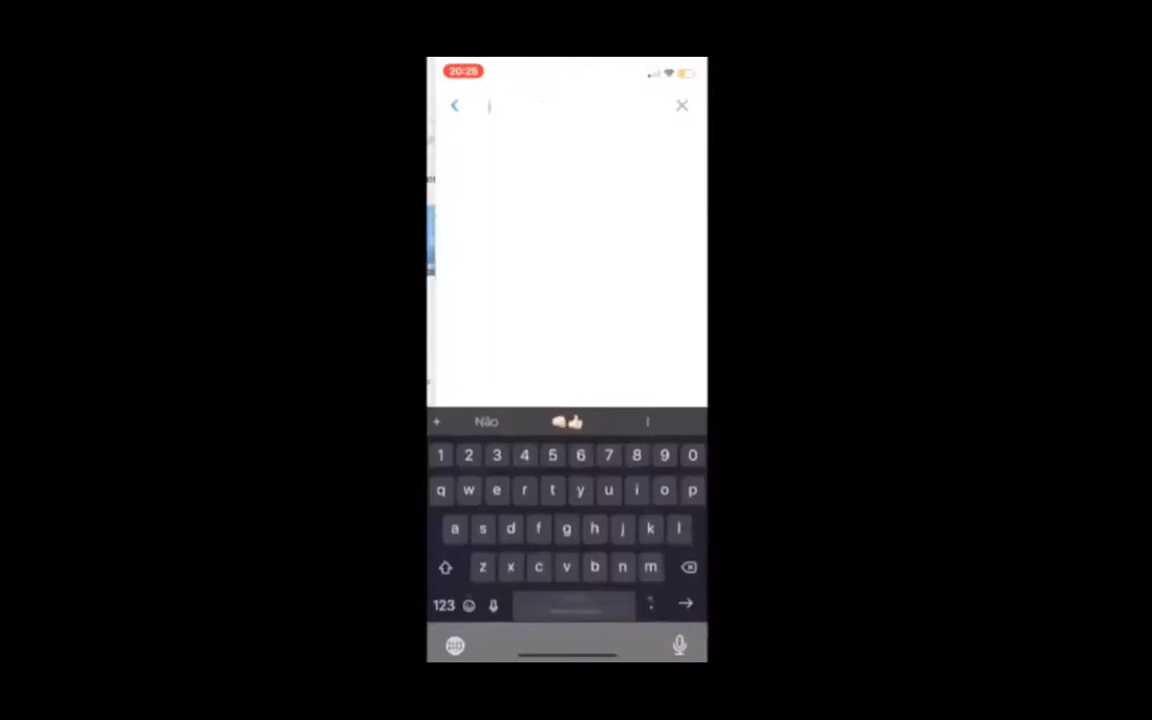 20:25
Não I
1 2 3 4 5 6 7 8 9 0
q w e r t y u i o p
a s d f g h j k l
z x c v b n m
123